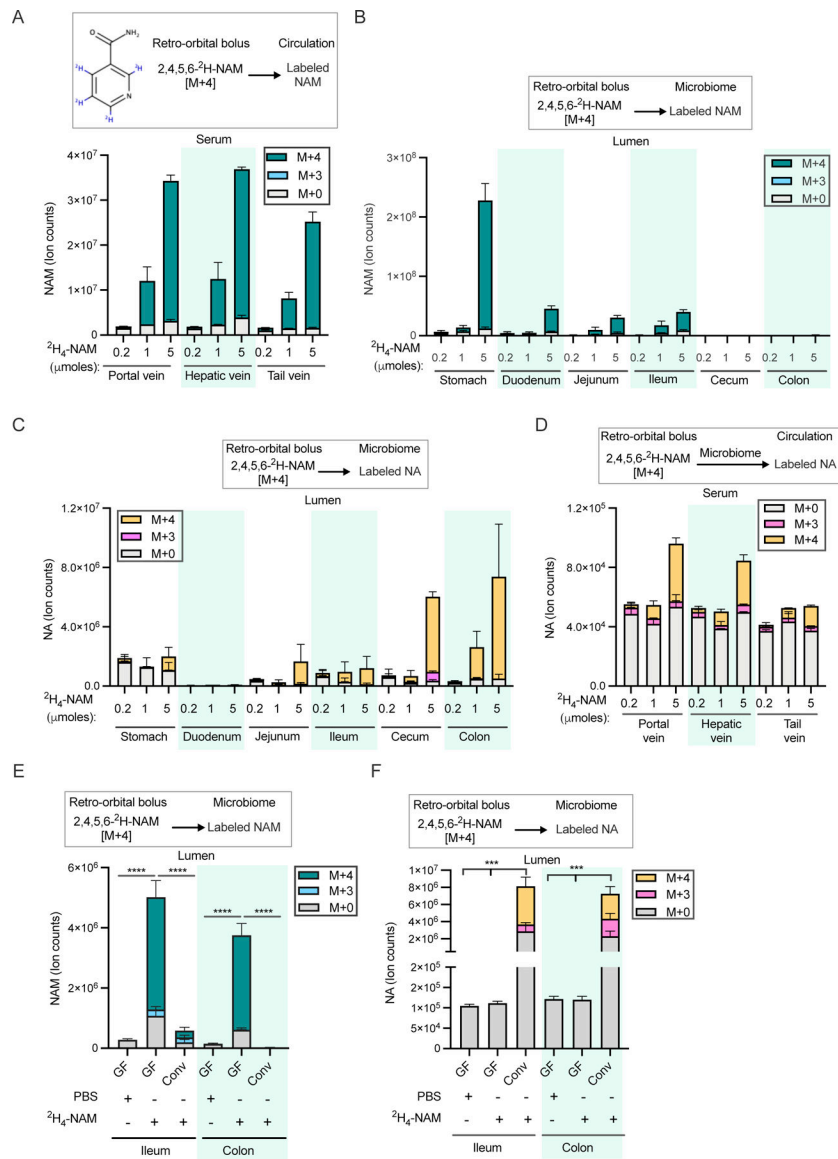 A
Retro-orbital bolus Circulation
2,4,5,6-²H-NAM [M+4] Labeled NAM
O NH₂ ²H ²H ²H ²H N
Serum
NAM (Ion counts)
4×10⁷
3×10⁷
2×10⁷
1×10⁷
0
M+4
M+3
M+0
0.2 1 5 0.2 1 5 0.2 1 5
²H₄-NAM (μmoles):
Portal vein Hepatic vein Tail vein
B
Retro-orbital bolus Microbiome
2,4,5,6-²H-NAM [M+4] Labeled NAM
Lumen
NAM (Ion counts)
3×10⁸
2×10⁸
1×10⁸
0
M+4
M+3
M+0
0.2 1 5 0.2 1 5 0.2 1 5 0.2 1 5 0.2 1 5 0.2 1 5
²H₄-NAM (μmoles):
Stomach Duodenum Jejunum Ileum Cecum Colon
C
Retro-orbital bolus Microbiome
2,4,5,6-²H-NAM [M+4] Labeled NA
Lumen
NA (Ion counts)
1.2×10⁷
9.0×10⁶
6.0×10⁶
3.0×10⁶
0.0
M+4
M+3
M+0
0.2 1 5 0.2 1 5 0.2 1 5 0.2 1 5 0.2 1 5 0.2 1 5
²H₄-NAM (μmoles):
Stomach Duodenum Jejunum Ileum Cecum Colon
D
Retro-orbital bolus Circulation
2,4,5,6-²H-NAM [M+4] Microbiome Labeled NA
Serum
NA (Ion counts)
1.2×10⁵
8.0×10⁴
4.0×10⁴
0.0
M+0
M+3
M+4
0.2 1 5 0.2 1 5 0.2 1 5
²H₄-NAM (μmoles):
Portal vein Hepatic vein Tail vein
E
Retro-orbital bolus Microbiome
2,4,5,6-²H-NAM [M+4] Labeled NAM
Lumen
NAM (Ion counts)
6×10⁶
4×10⁶
2×10⁶
0
**** **** **** ****
M+4
M+3
M+0
GF GF Conv GF GF Conv
PBS + - - + - -
²H₄-NAM - + + - + +
Ileum Colon
F
Retro-orbital bolus Microbiome
2,4,5,6-²H-NAM [M+4] Labeled NA
Lumen
NA (Ion counts)
1×10⁷
8×10⁶
6×10⁶
4×10⁶
2×10⁶
2×10⁵
2×10⁵
1×10⁵
5×10⁴
0
*** ***
M+4
M+3
M+0
GF GF Conv GF GF Conv
PBS + - - + - -
²H₄-NAM - + + - + +
Ileum Colon